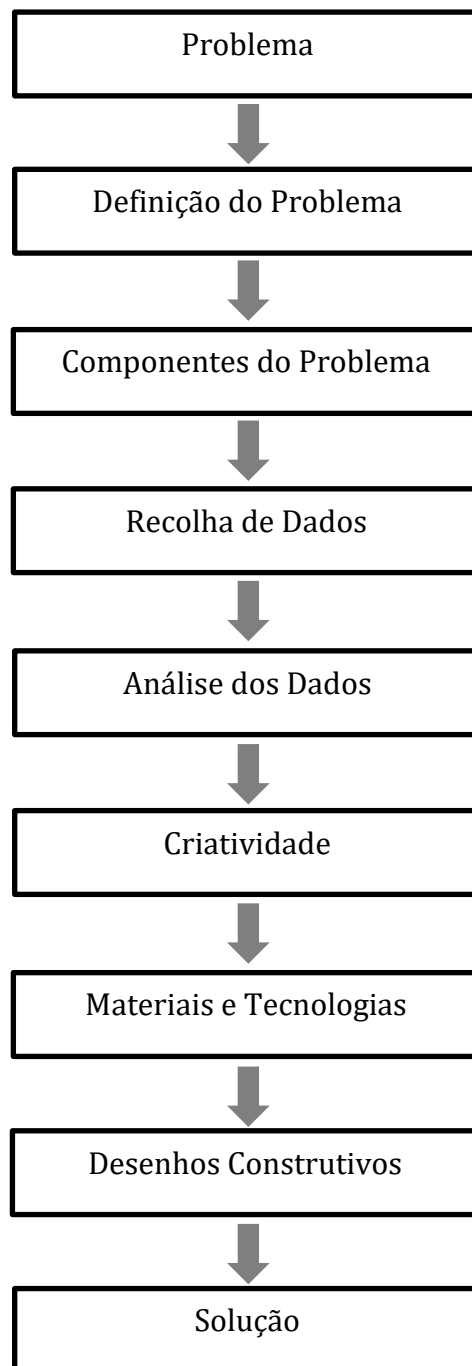 Problema
Definição do Problema
Componentes do Problema
Recolha de Dados
Análise dos Dados
Criatividade
Materiais e Tecnologias
Desenhos Construtivos
Solução